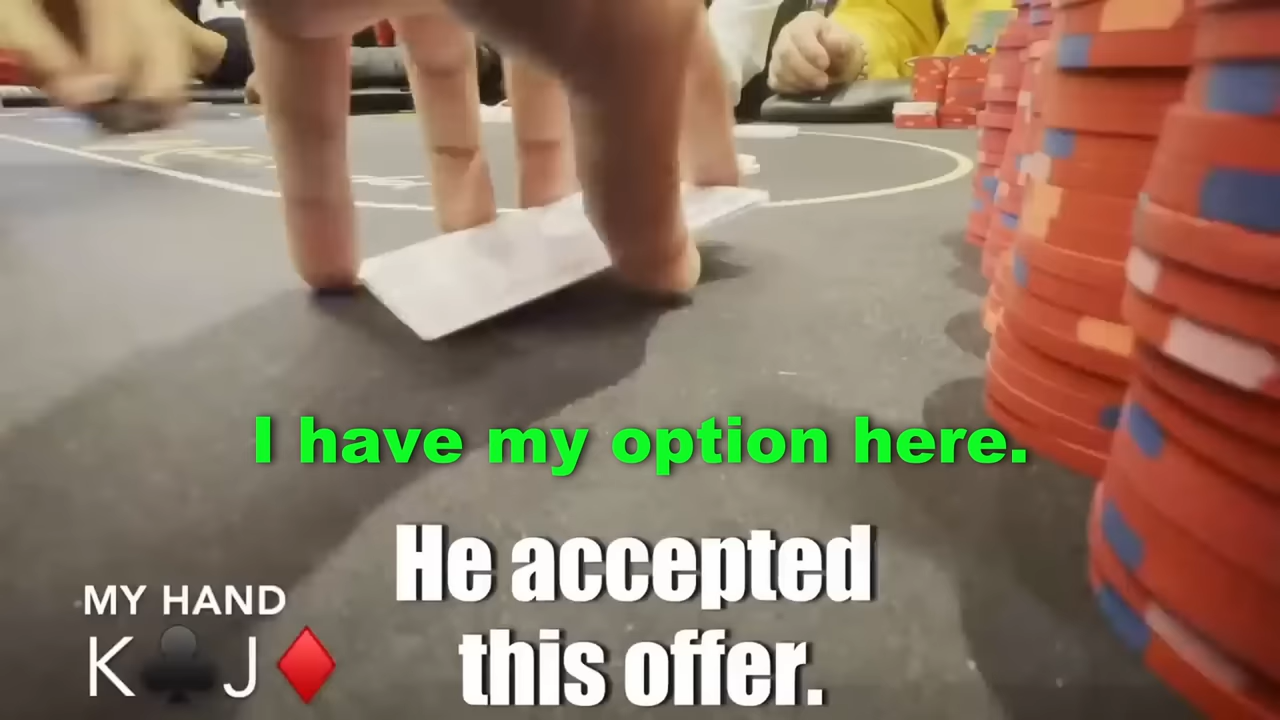 I have my option here.
He accepted
this offer.
MY HAND
K♣J♦